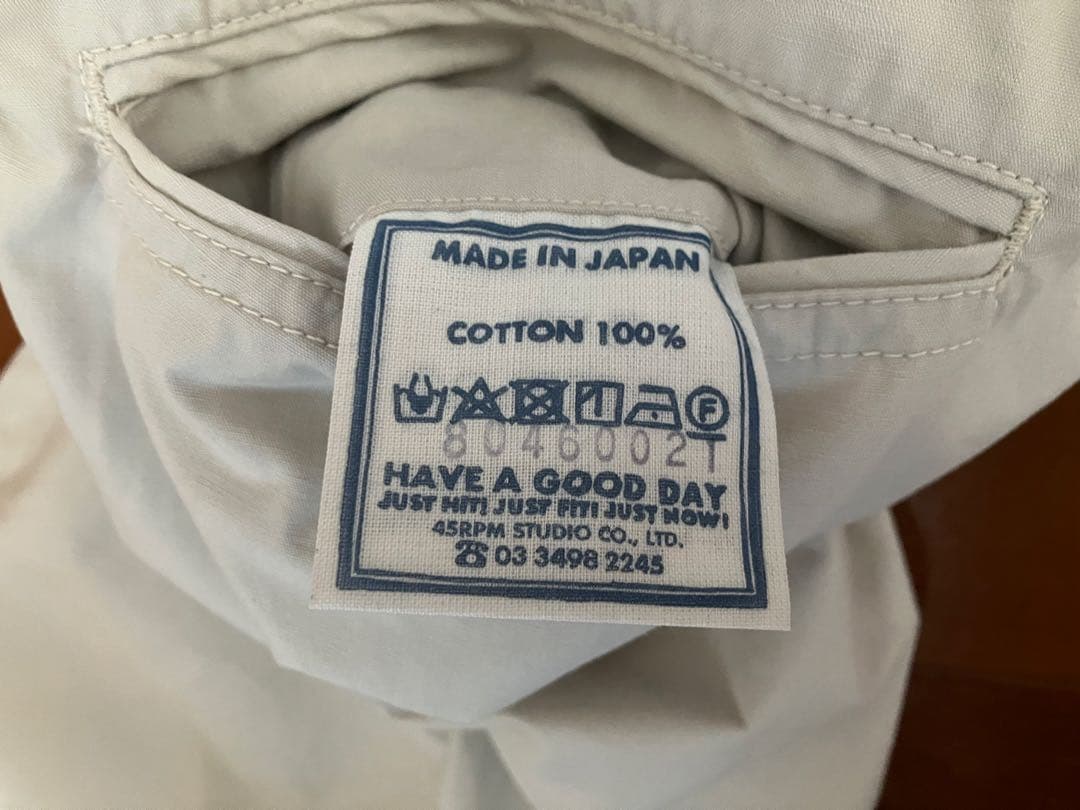 MADE IN JAPAN
COTTON 100%
F
80460021
HAVE A GOOD DAY
JUST HIT! JUST FIT! JUST NOW!
45RPM STUDIO CO., LTD.
☎ 03 3498 2245